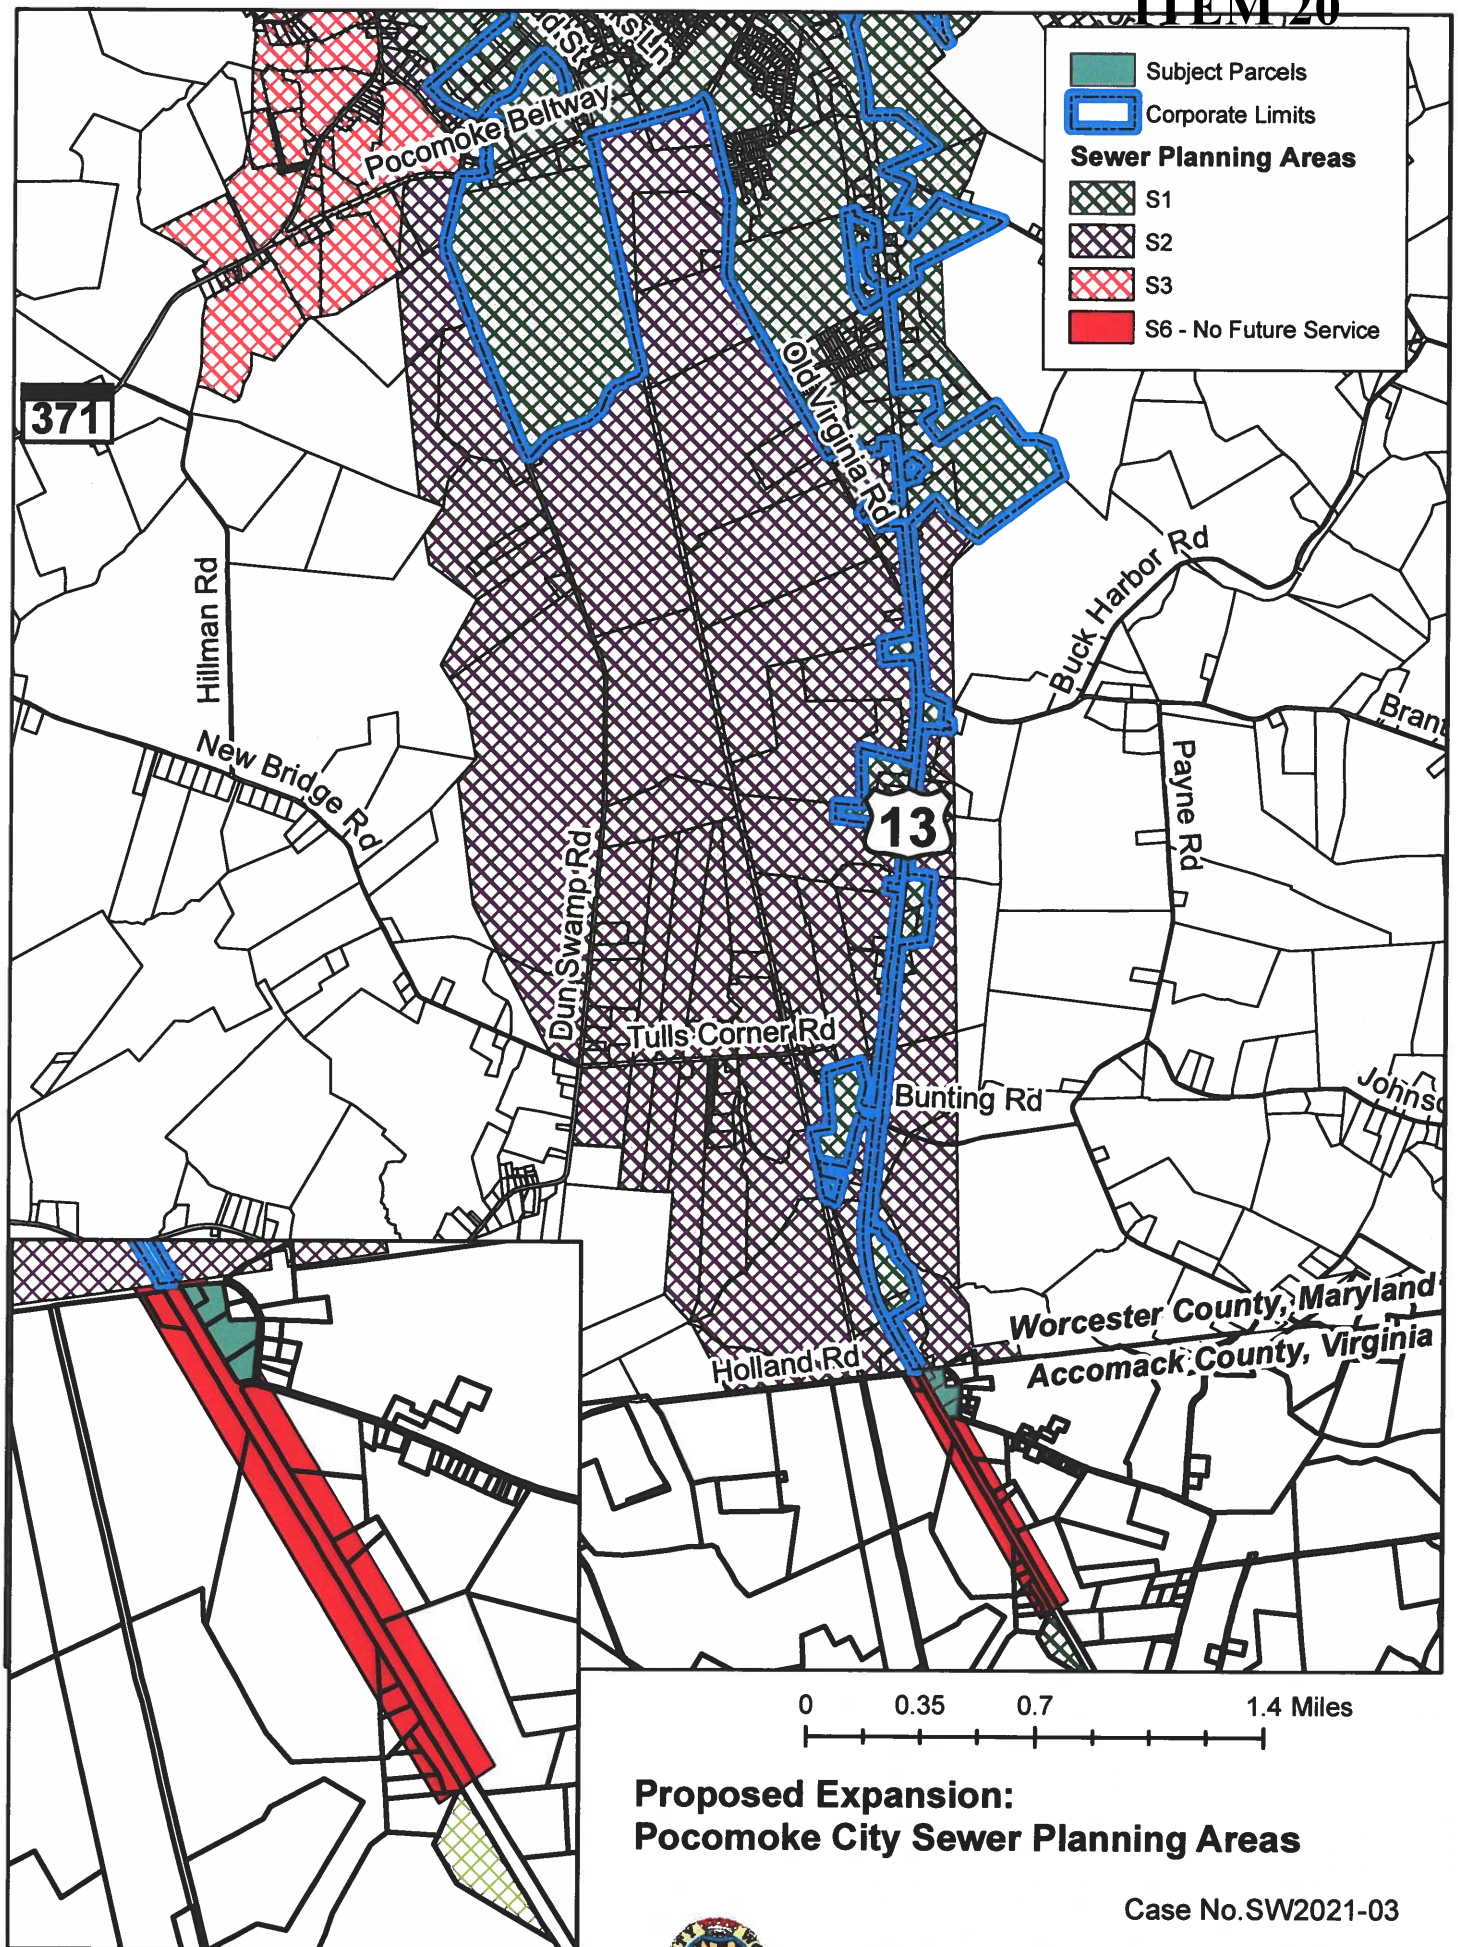 ITEM 20
Subject Parcels
Corporate Limits
Sewer Planning Areas
S1
S2
S3
S6 - No Future Service
Pocomoke Beltway
371
Old Virginia Rd
Hillman Rd
Buck Harbor Rd
New Bridge Rd
Payne Rd
13
Dun Swamp Rd
Tulls Corner Rd
Bunting Rd
Worcester County, Maryland
Accomack County, Virginia
Holland Rd
0 0.35 0.7 1.4 Miles
Proposed Expansion:
Pocomoke City Sewer Planning Areas
Case No.SW2021-03